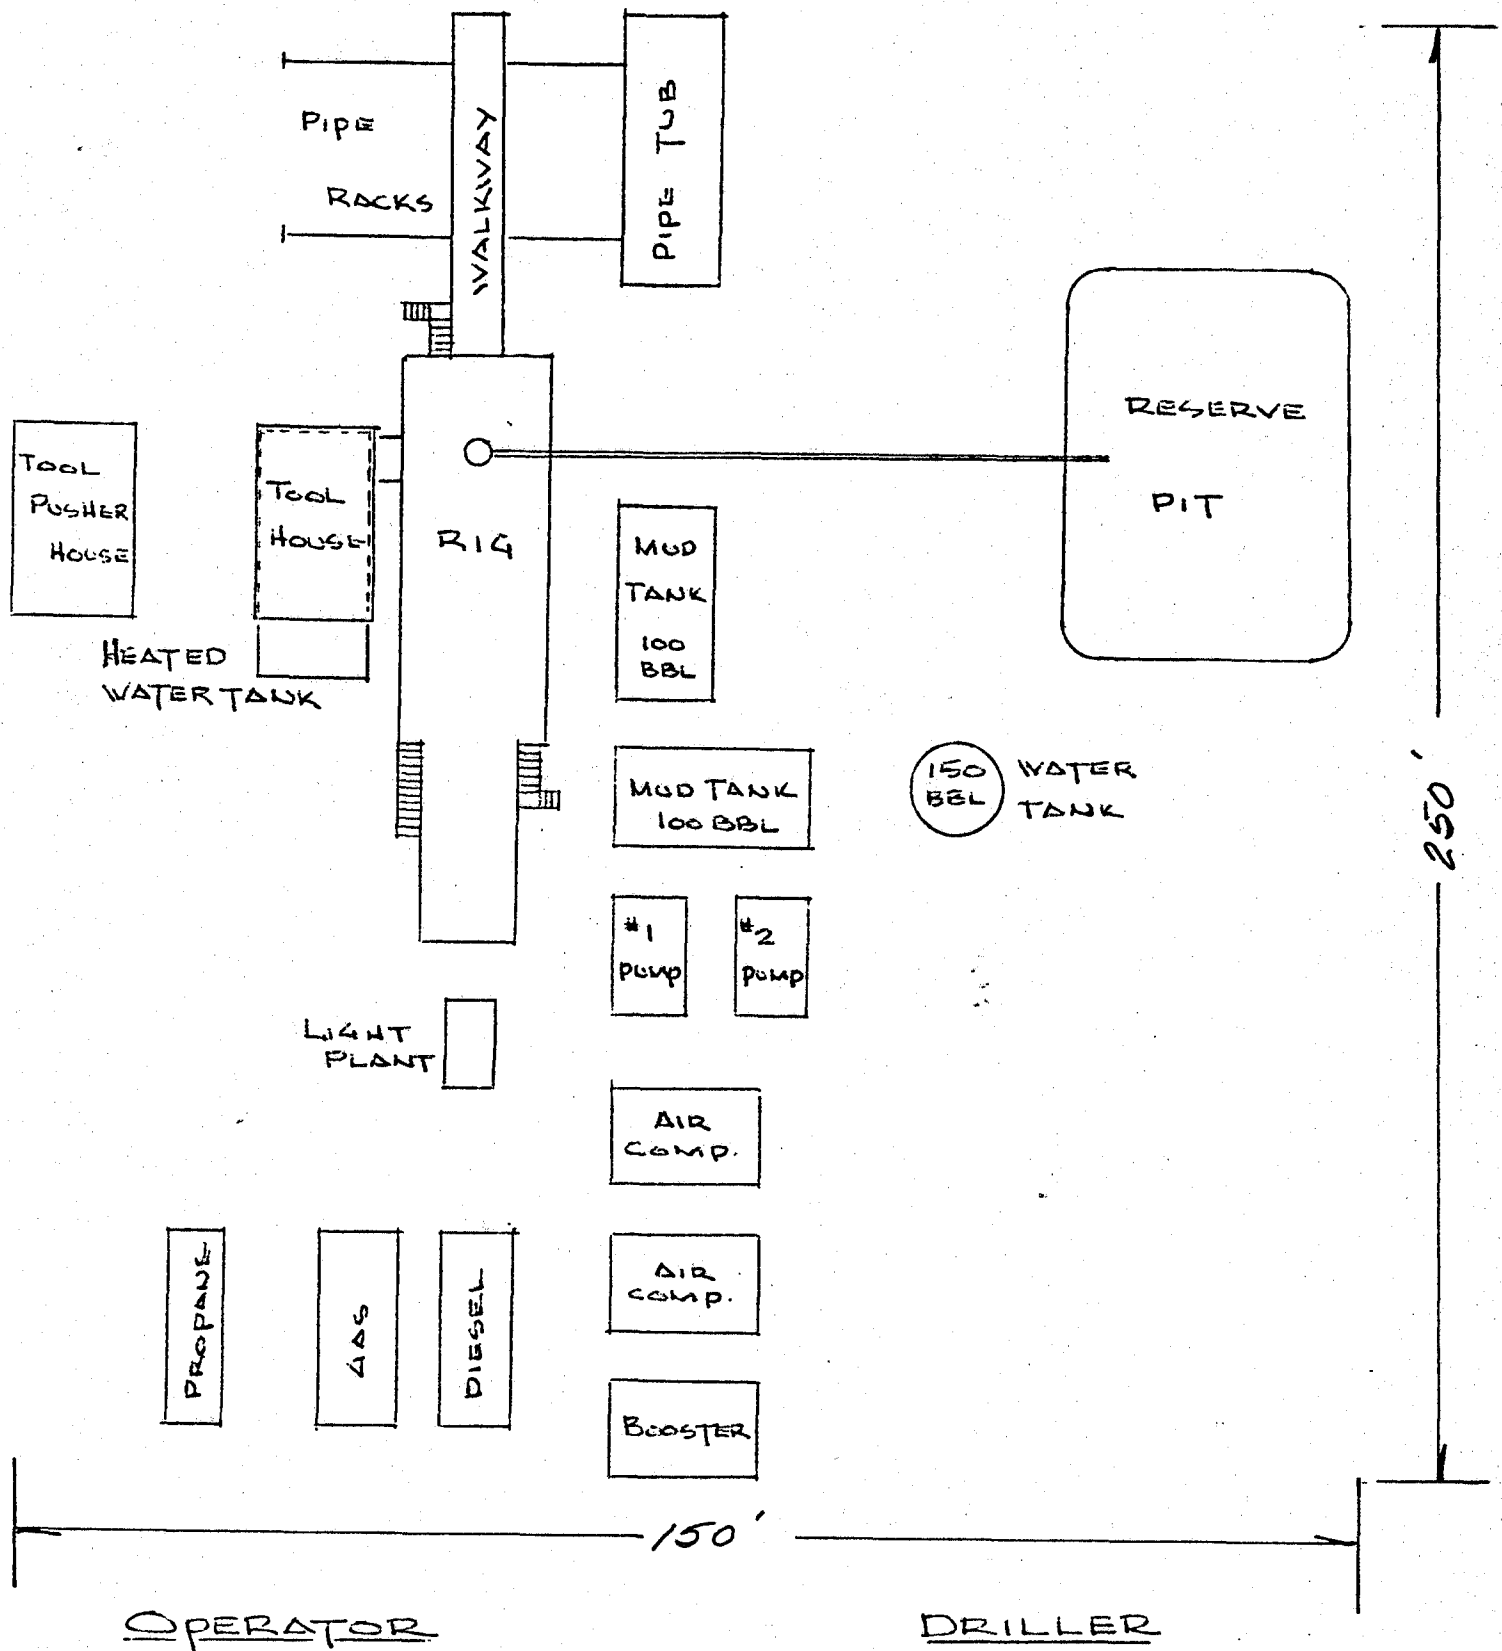 PIPE
RACKS
WALKWAY
PIPE TUB
TOOL
PUSHER
HOUSE
TOOL
HOUSE
HEATED
WATER TANK
RIG
MUD
TANK
100
BBL
RESERVE
PIT
MUD TANK
100 BBL
150
BBL
WATER
TANK
250'
#1
PUMP
#2
PUMP
LIGHT
PLANT
AIR
COMP.
PROPANE
GAS
DIESEL
AIR
COMP.
BOOSTER
150'
OPERATOR
DRILLER